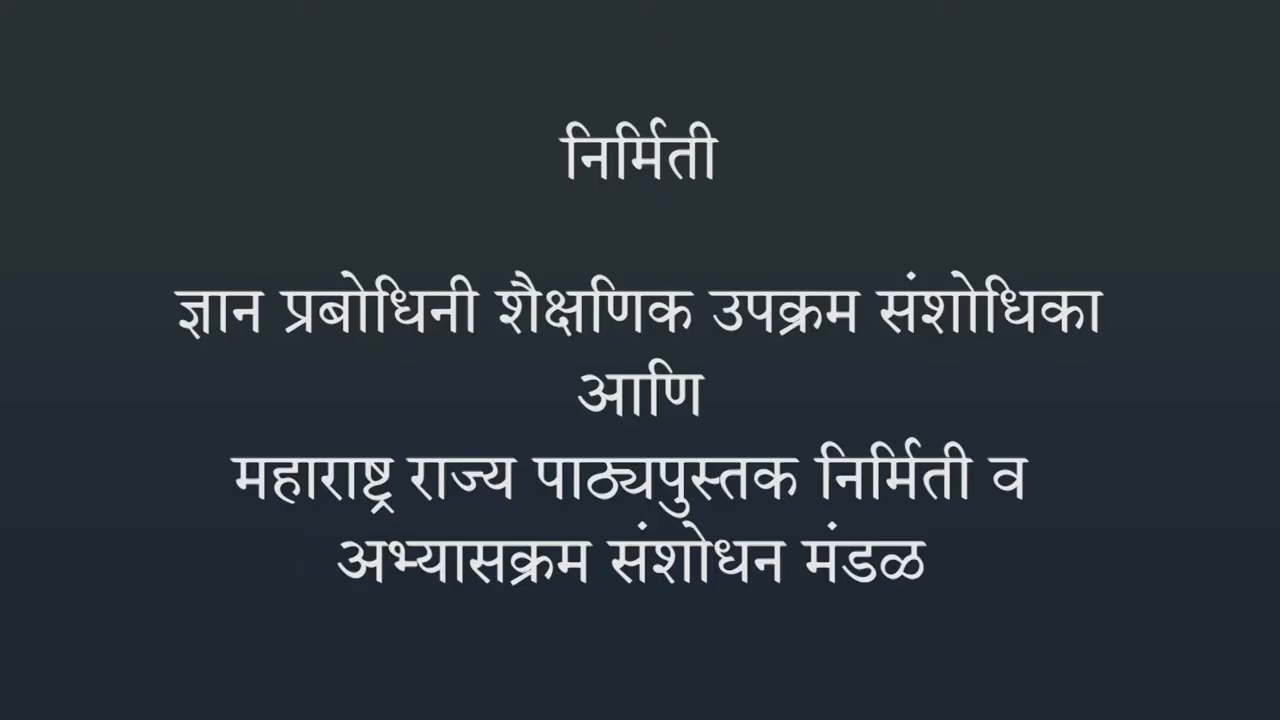 निर्मिती
ज्ञान प्रबोधिनी शैक्षणिक उपक्रम संशोधिका
आणि
महाराष्ट्र राज्य पाठ्यपुस्तक निर्मिती व
अभ्यासक्रम संशोधन मंडळ